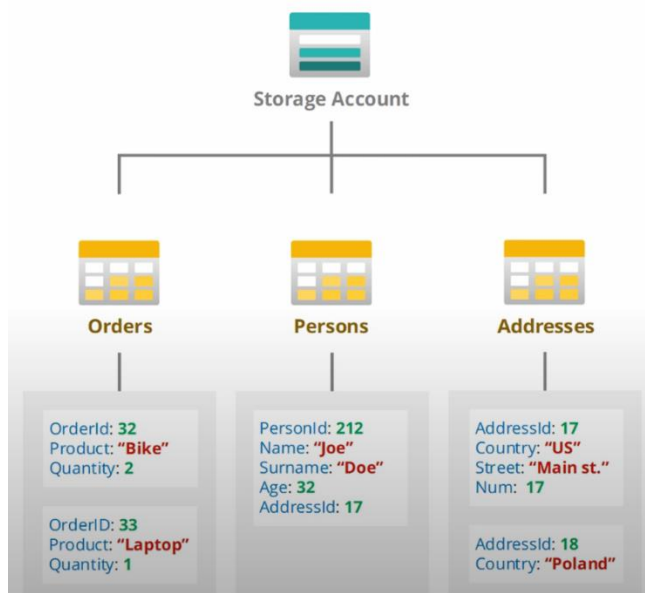 Storage Account
Orders
Persons
Addresses
OrderId: 32
Product: “Bike”
Quantity: 2
OrderID: 33
Product: “Laptop”
Quantity: 1
PersonId: 212
Name: “Joe”
Surname: “Doe”
Age: 32
AddressId: 17
AddressId: 17
Country: “US”
Street: “Main st.”
Num: 17
AddressId: 18
Country: “Poland”